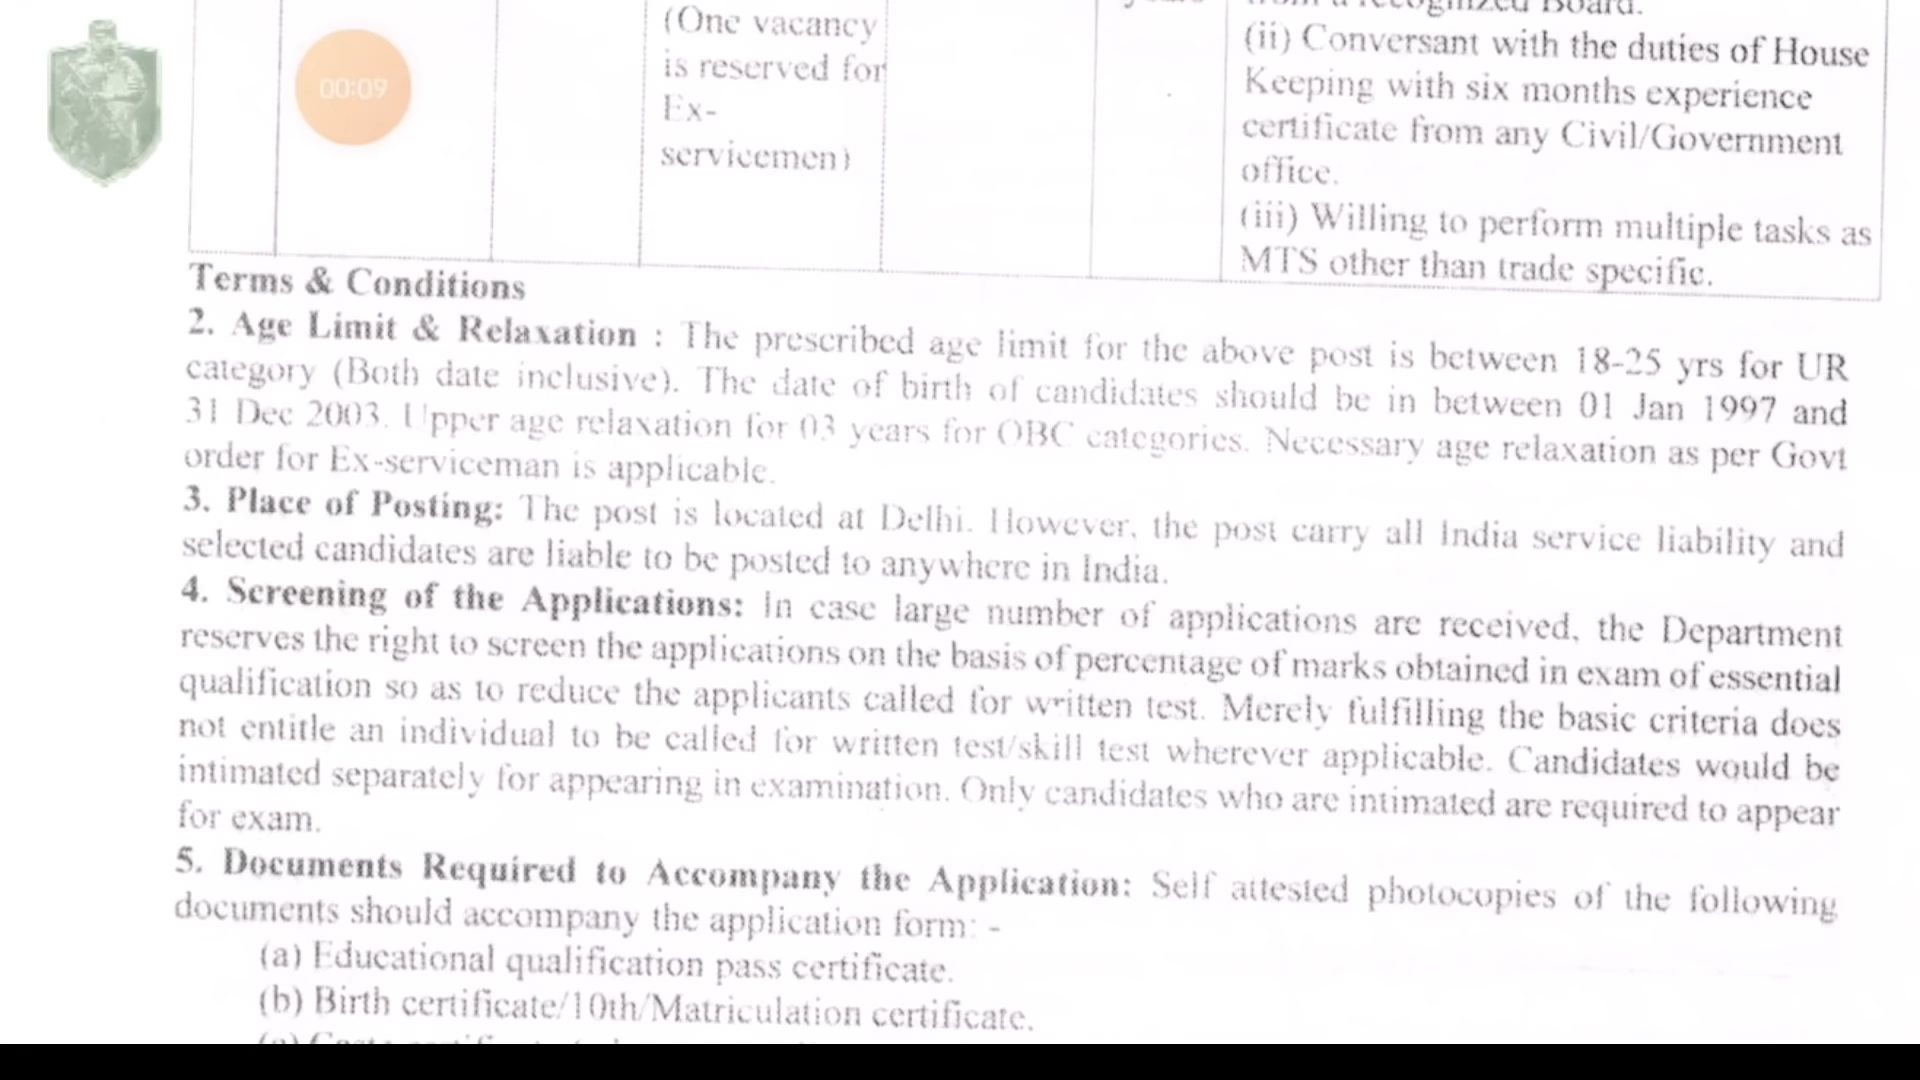 (One vacancy
is reserved for
Ex-
servicemen)
from a recognized Board.
(ii) Conversant with the duties of House
Keeping with six months experience
certificate from any Civil/Government
office.
(iii) Willing to perform multiple tasks as
MTS other than trade specific.
00:09
Terms & Conditions
2. Age Limit & Relaxation : The prescribed age limit for the above post is between 18-25 yrs for UR
category (Both date inclusive). The date of birth of candidates should be in between 01 Jan 1997 and
31 Dec 2003. Upper age relaxation for 03 years for OBC categories. Necessary age relaxation as per Govt
order for Ex-serviceman is applicable.
3. Place of Posting: The post is located at Delhi. However, the post carry all India service liability and
selected candidates are liable to be posted to anywhere in India.
4. Screening of the Applications: In case large number of applications are received, the Department
reserves the right to screen the applications on the basis of percentage of marks obtained in exam of essential
qualification so as to reduce the applicants called for written test. Merely fulfilling the basic criteria does
not entitle an individual to be called for written test/skill test wherever applicable. Candidates would be
intimated separately for appearing in examination. Only candidates who are intimated are required to appear
for exam.
5. Documents Required to Accompany the Application: Self attested photocopies of the following
documents should accompany the application form: -
(a) Educational qualification pass certificate.
(b) Birth certificate/10th/Matriculation certificate.